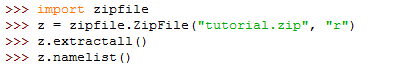 >>> import zipfile
>>> z = zipfile.ZipFile("tutorial.zip", "r")
>>> z.extractall()
>>> z.namelist()